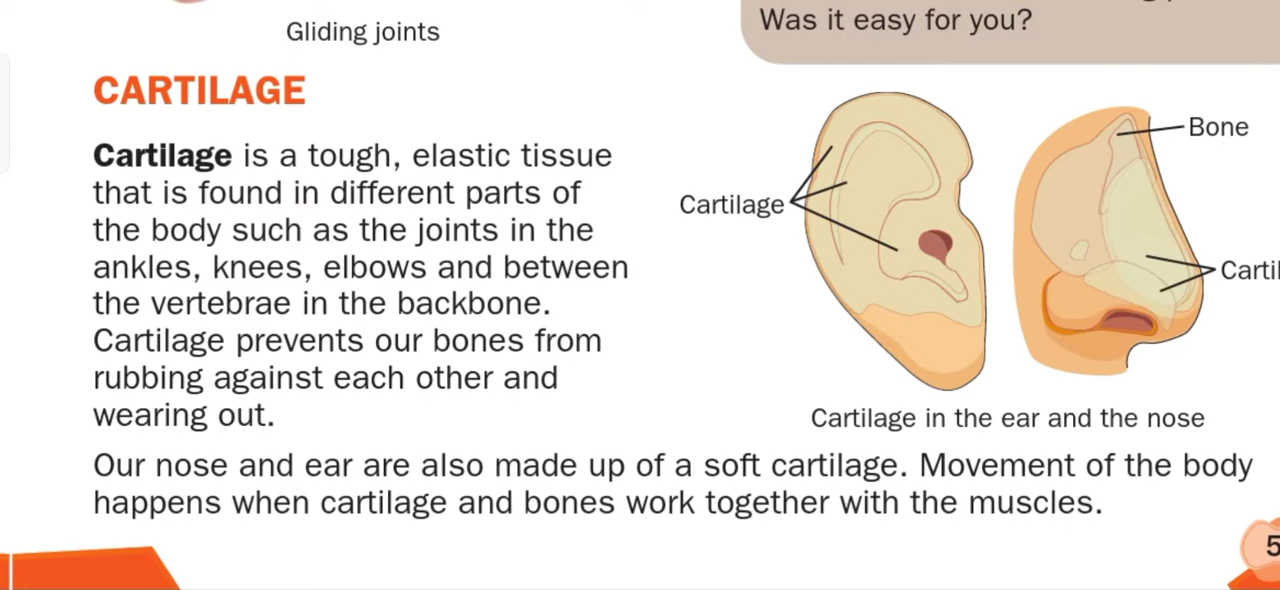 Gliding joints
Was it easy for you?
CARTILAGE
Cartilage is a tough, elastic tissue
that is found in different parts of
the body such as the joints in the
ankles, knees, elbows and between
the vertebrae in the backbone.
Cartilage prevents our bones from
rubbing against each other and
wearing out.
Cartilage
Bone
Cartil
Cartilage in the ear and the nose
Our nose and ear are also made up of a soft cartilage. Movement of the body
happens when cartilage and bones work together with the muscles.
5